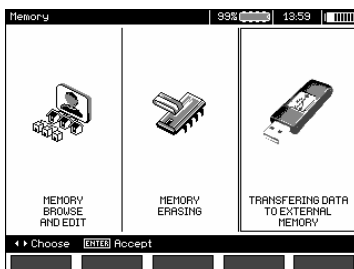 Memory 99% 13:59
MEMORY
BROWSE
AND EDIT
MEMORY
ERASING
TRANSFERING DATA
TO EXTERNAL
MEMORY
Choose ENTER Accept